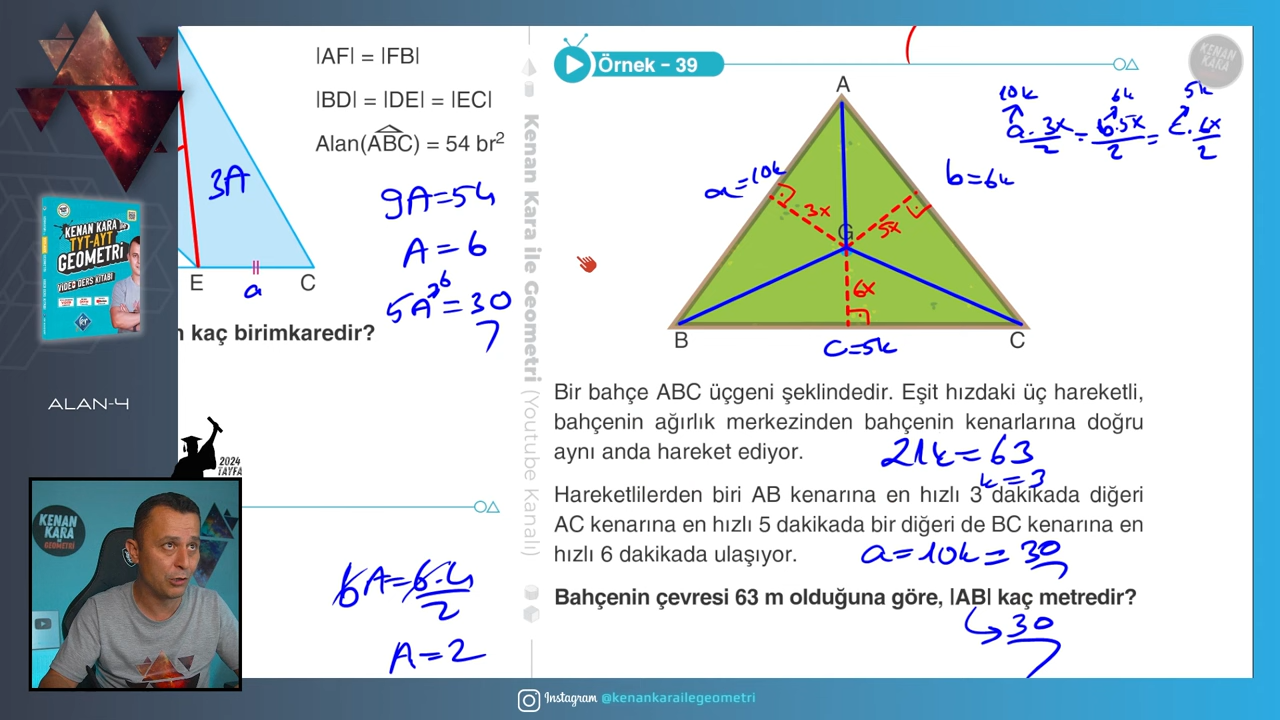 |AF| = |FB|
|BD| = |DE| = |EC|
Alan(ABC) = 54 br²
3A
9A=54
A=6
5A=30
6
E
a
C
n kaç birimkaredir?
6A=6.4/2
A=2
KENAN KARA ile
TYT-AYT
GEOMETRİ
VİDEO DERS KİTABI
ALAN-4
2024
TAYFA
KENAN
KARA
ile
GEOMETRİ
Kenan Kara ile Geometri (Youtube Kanalı)
Örnek - 39
KENAN
KARA
A
a=10k
b=6k
3x
5x
G
6x
B
C
c=5k
10k 6k 5k
a.3x/2 = b.5x/2 = c.6x/2
Bir bahçe ABC üçgeni şeklindedir. Eşit hızdaki üç hareketli,
bahçenin ağırlık merkezinden bahçenin kenarlarına doğru
aynı anda hareket ediyor.
21k=63
k=3
Hareketlilerden biri AB kenarına en hızlı 3 dakikada diğeri
AC kenarına en hızlı 5 dakikada bir diğeri de BC kenarına en
hızlı 6 dakikada ulaşıyor.
a=10k=30
Bahçenin çevresi 63 m olduğuna göre, |AB| kaç metredir?
30
Instagram @kenankarailegeometri